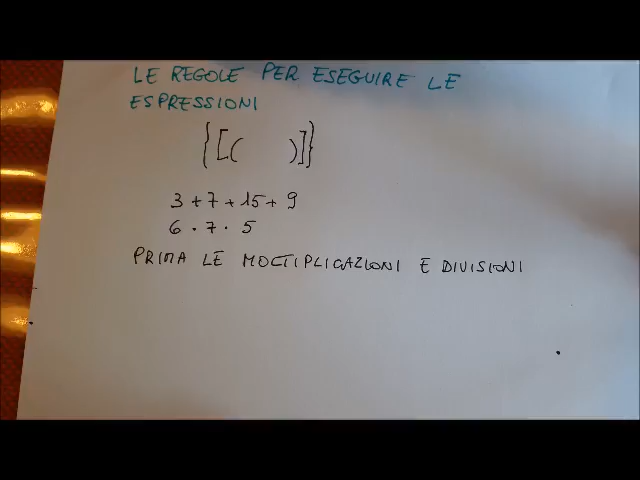 LE REGOLE PER ESEGUIRE LE
ESPRESSIONI
{[( )]}
3 + 7 + 15 + 9
6 · 7 · 5
PRIMA LE MOLTIPLICAZIONI E DIVISIONI